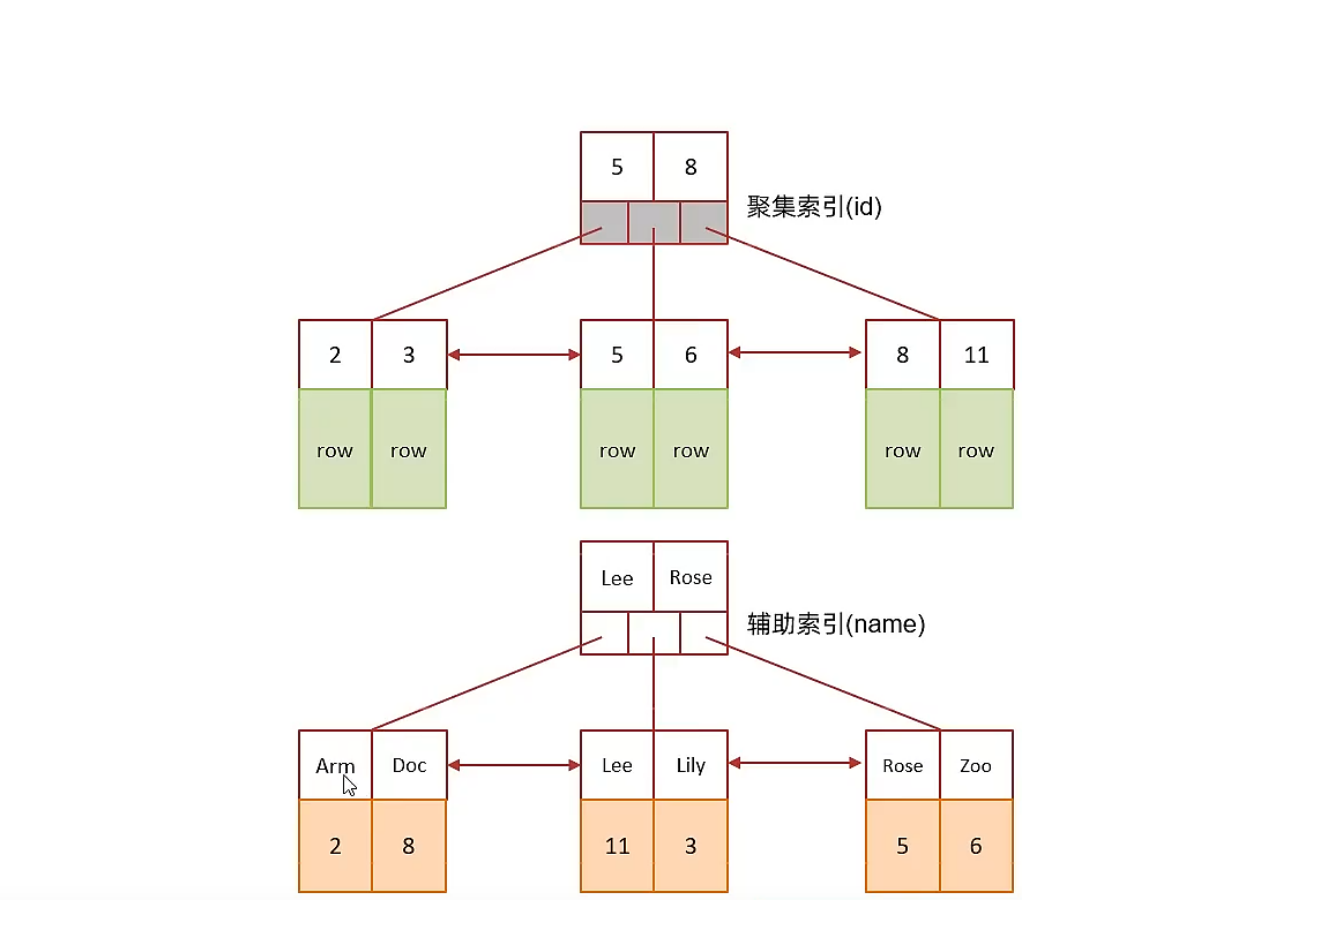 5 8
聚集索引(id)
2 3 5 6 8 11
row row row row row row
Lee Rose
辅助索引(name)
Arm Doc Lee Lily Rose Zoo
2 8 11 3 5 6